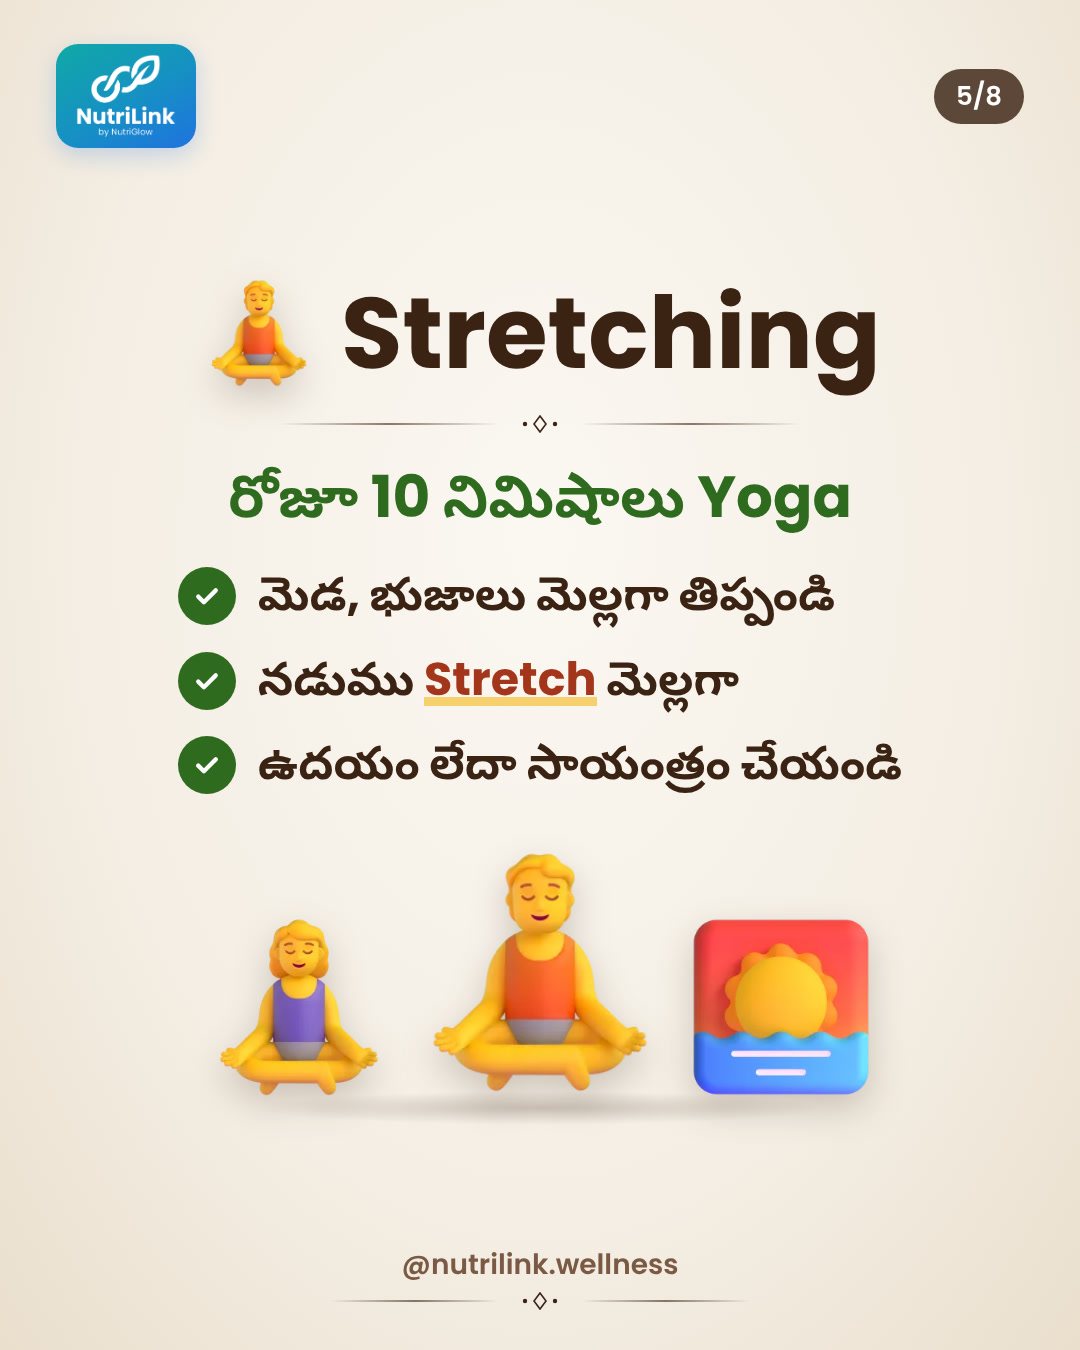 NutriLink
by NutriGlow
5/8
Stretching
రోజూ 10 నిమిషాలు Yoga
మెడ, భుజాలు మెల్లగా తిప్పండి
నడుము Stretch మెల్లగా
ఉదయం లేదా సాయంత్రం చేయండి
@nutrilink.wellness